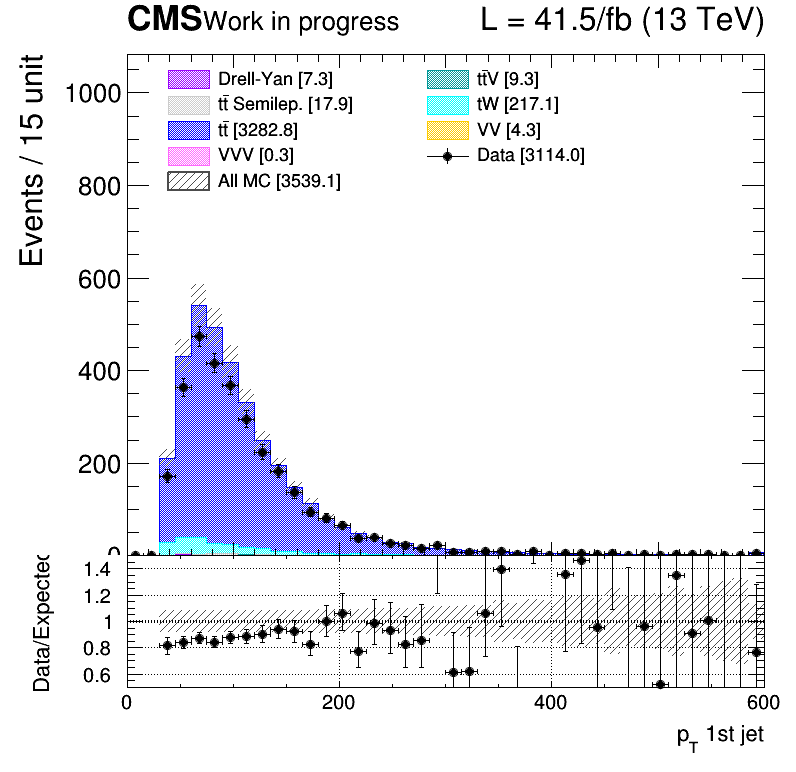 CMS Work in progress L = 41.5/fb (13 TeV)
Events / 15 unit
1000
800
600
400
200
0
Drell-Yan [7.3]
tt̄ Semilep. [17.9]
tt̄ [3282.8]
VVV [0.3]
All MC [3539.1]
tt̄V [9.3]
tW [217.1]
VV [4.3]
Data [3114.0]
Data/Expected
1.4
1.2
1
0.8
0.6
0 200 400 600
p_T 1st jet